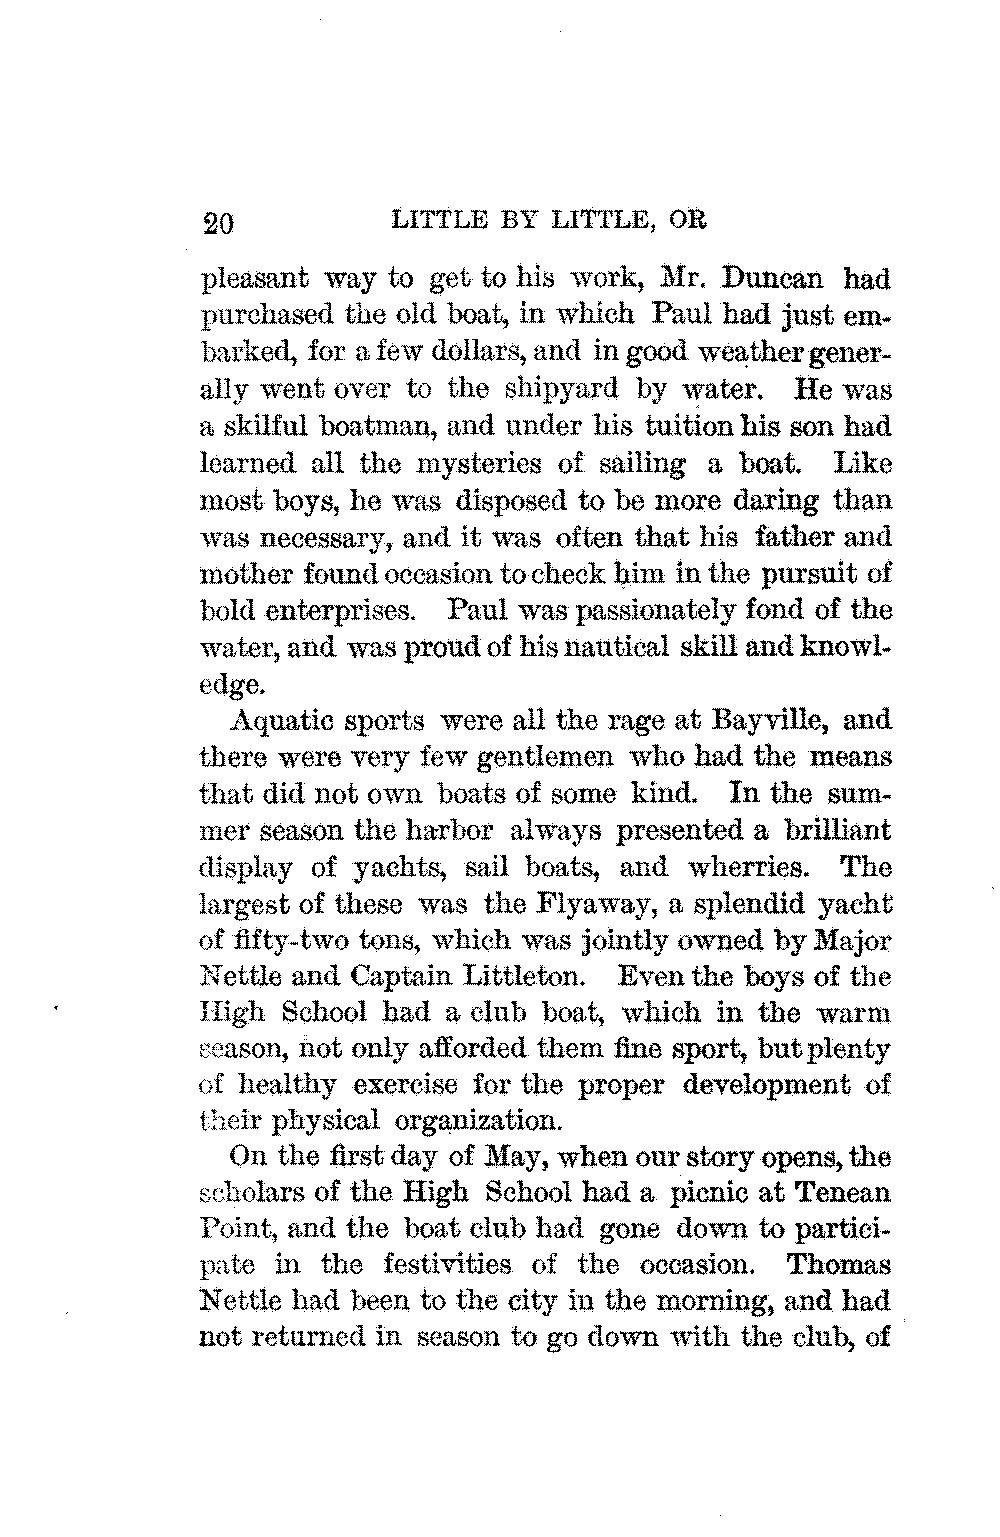 20 LITTLE BY LITTLE, OR
pleasant way to get to his work, Mr. Duncan had
purchased the old boat, in which Paul had just em-
barked, for a few dollars, and in good weather gener-
ally went over to the shipyard by water. He was
a skilful boatman, and under his tuition his son had
learned all the mysteries of sailing a boat. Like
most boys, he was disposed to be more daring than
was necessary, and it was often that his father and
mother found occasion to check him in the pursuit of
bold enterprises. Paul was passionately fond of the
water, and was proud of his nautical skill and knowl-
edge.
Aquatic sports were all the rage at Bayville, and
there were very few gentlemen who had the means
that did not own boats of some kind. In the sum-
mer season the harbor always presented a brilliant
display of yachts, sail boats, and wherries. The
largest of these was the Flyaway, a splendid yacht
of fifty-two tons, which was jointly owned by Major
Nettle and Captain Littleton. Even the boys of the
High School had a club boat, which in the warm
season, not only afforded them fine sport, but plenty
of healthy exercise for the proper development of
their physical organization.
On the first day of May, when our story opens, the
scholars of the High School had a picnic at Tenean
Point, and the boat club had gone down to partici-
pate in the festivities of the occasion. Thomas
Nettle had been to the city in the morning, and had
not returned in season to go down with the club, of